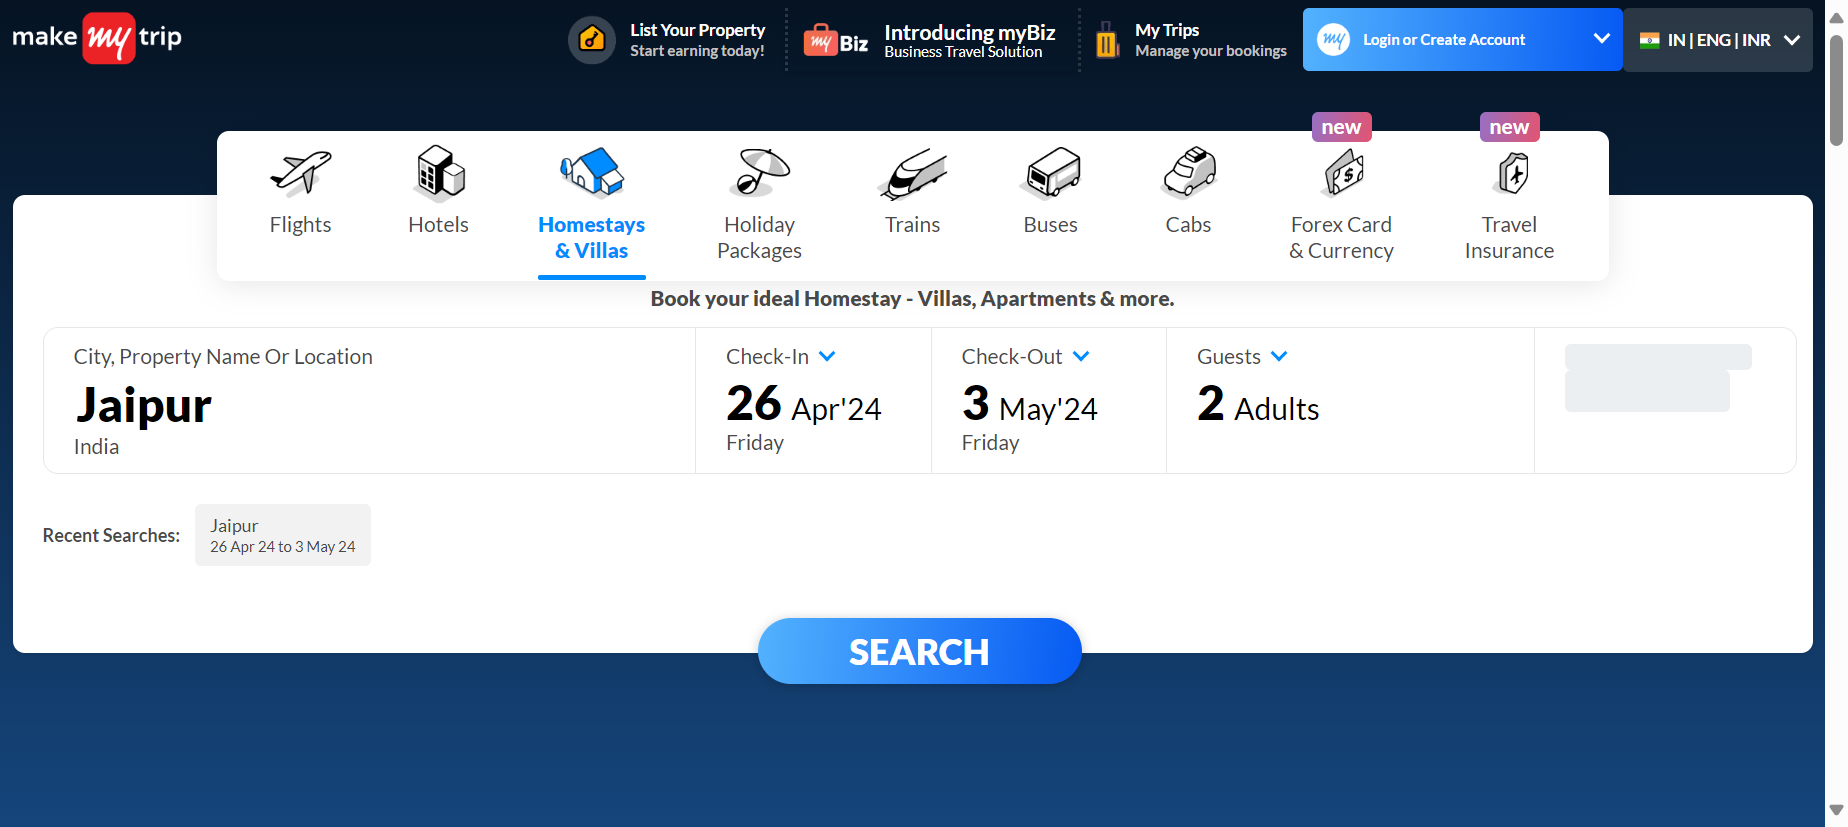 make my trip
List Your Property
Start earning today!
my Biz
Introducing myBiz
Business Travel Solution
My Trips
Manage your bookings
my
Login or Create Account
IN | ENG | INR
new
new
Flights
Hotels
Homestays
& Villas
Holiday
Packages
Trains
Buses
Cabs
Forex Card
& Currency
Travel
Insurance
Book your ideal Homestay - Villas, Apartments & more.
City, Property Name Or Location
Jaipur
India
Check-In
26 Apr'24
Friday
Check-Out
3 May'24
Friday
Guests
2 Adults
Recent Searches:
Jaipur
26 Apr 24 to 3 May 24
SEARCH